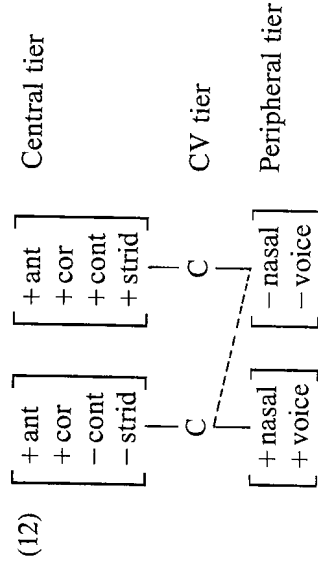 (12) +ant +ant Central tier
+cor +cor
−cont +cont
−strid +strid
C C CV tier
+nasal −nasal Peripheral tier
+voice −voice